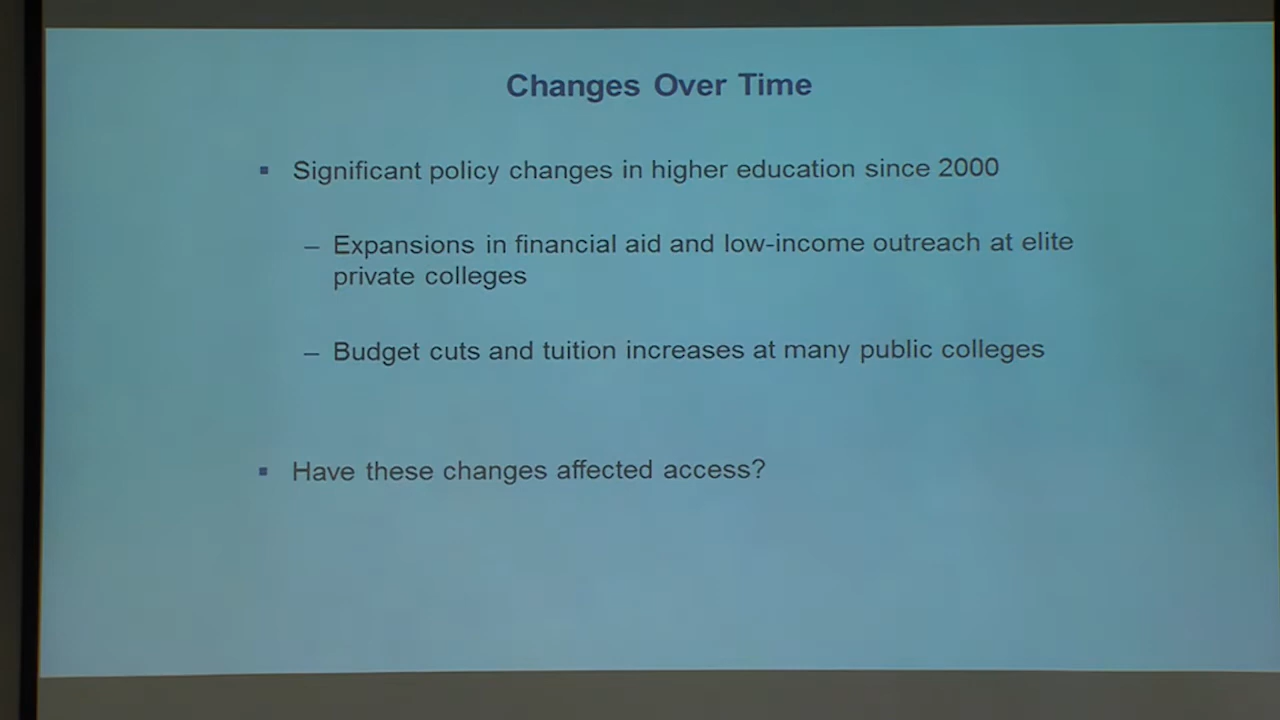 Changes Over Time
▪ Significant policy changes in higher education since 2000
– Expansions in financial aid and low-income outreach at elite
private colleges
– Budget cuts and tuition increases at many public colleges
▪ Have these changes affected access?